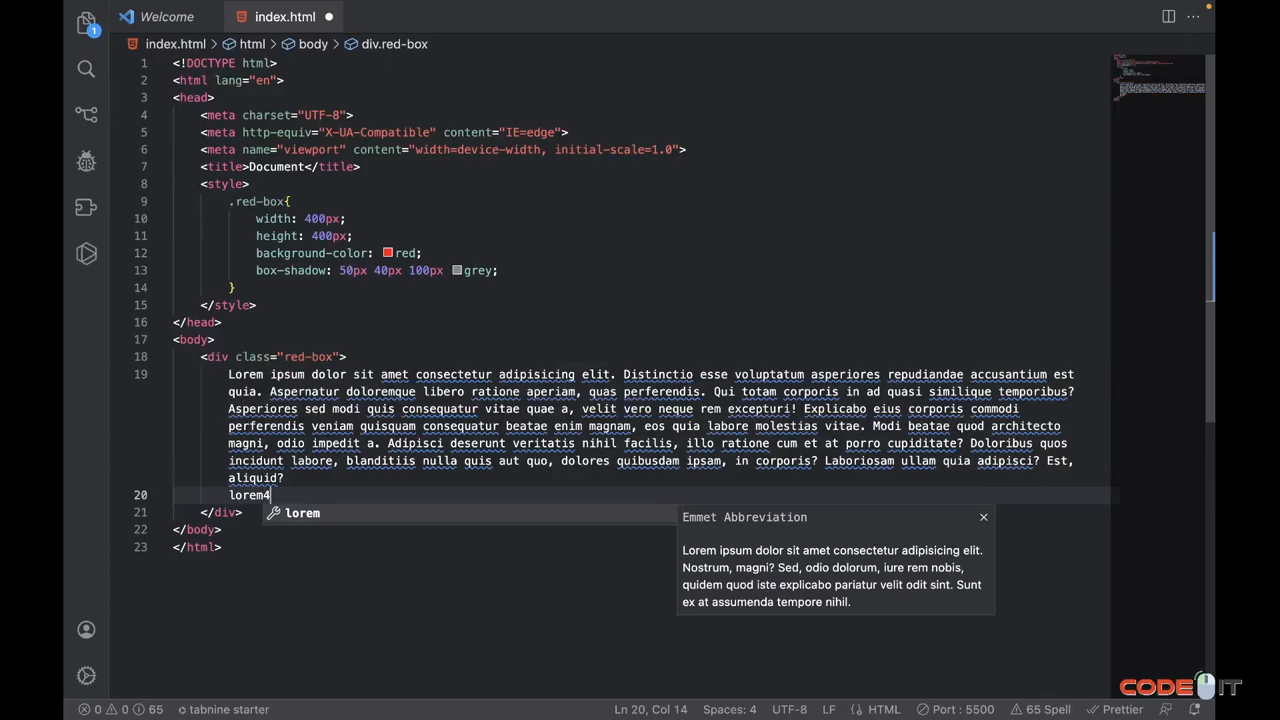 Welcome
index.html
index.html > html > body > div.red-box
1 <!DOCTYPE html>
2 <html lang="en">
3 <head>
4 <meta charset="UTF-8">
5 <meta http-equiv="X-UA-Compatible" content="IE=edge">
6 <meta name="viewport" content="width=device-width, initial-scale=1.0">
7 <title>Document</title>
8 <style>
9 .red-box{
10 width: 400px;
11 height: 400px;
12 background-color: red;
13 box-shadow: 50px 40px 100px grey;
14 }
15 </style>
16 </head>
17 <body>
18 <div class="red-box">
19 Lorem ipsum dolor sit amet consectetur adipisicing elit. Distinctio esse voluptatum asperiores repudiandae accusantium est
quia. Aspernatur doloremque libero ratione aperiam, quas perferendis. Qui totam corporis in ad quasi similique temporibus?
Asperiores sed modi quis consequatur vitae quae a, velit vero neque rem excepturi! Explicabo eius corporis commodi
perferendis veniam quisquam consequatur beatae enim magnam, eos quia labore molestias vitae. Modi beatae quod architecto
magni, odio impedit a. Adipisci deserunt veritatis nihil facilis, illo ratione cum et at porro cupiditate? Doloribus quos
incidunt labore, blanditiis nulla quis aut quo, dolores quibusdam ipsam, in corporis? Laboriosam ullam quia adipisci? Est,
aliquid?
20 lorem4
21 </div>
22 </body>
23 </html>
lorem
Emmet Abbreviation
Lorem ipsum dolor sit amet consectetur adipisicing elit.
Nostrum, magni? Sed, odio dolorum, iure rem nobis,
quidem quod iste explicabo pariatur velit odit sint. Sunt
ex at assumenda tempore nihil.
1
CODE IT
0 0 65 tabnine starter Ln 20, Col 14 Spaces: 4 UTF-8 LF HTML Port : 5500 65 Spell Prettier